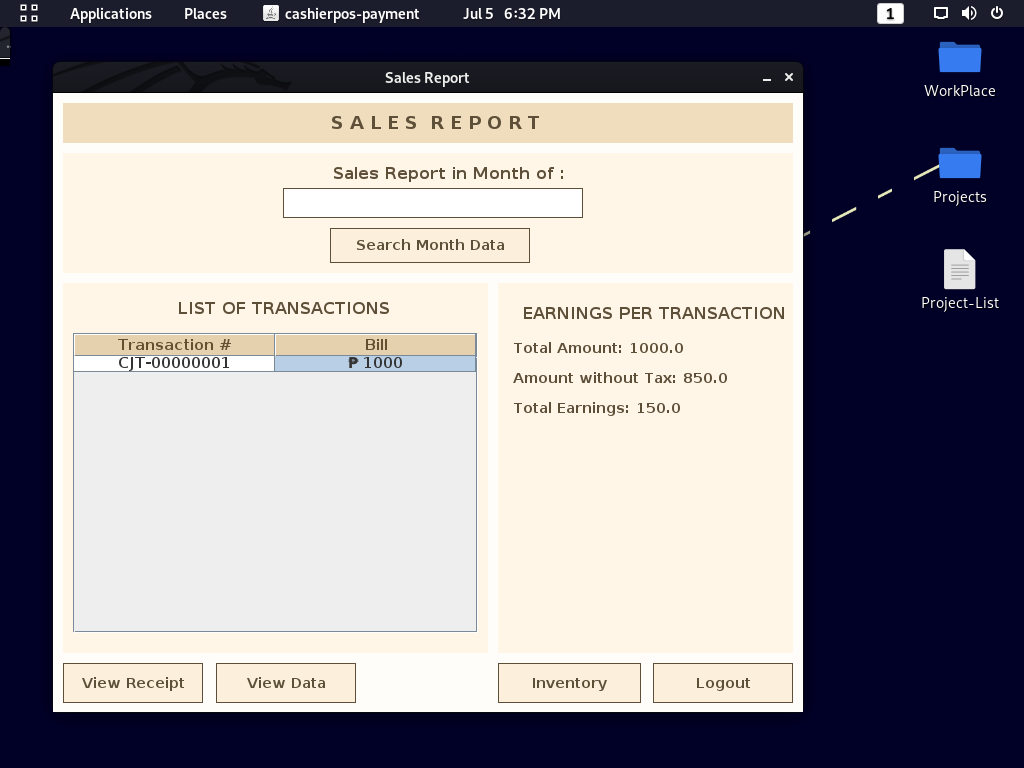 Applications Places cashierpos-payment Jul 5 6:32 PM 1
Sales Report
WorkPlace
SALES REPORT
Sales Report in Month of :
Projects
Search Month Data
Project-List
LIST OF TRANSACTIONS
Transaction # Bill
CJT-00000001 ₱ 1000
EARNINGS PER TRANSACTION
Total Amount: 1000.0
Amount without Tax: 850.0
Total Earnings: 150.0
View Receipt View Data Inventory Logout